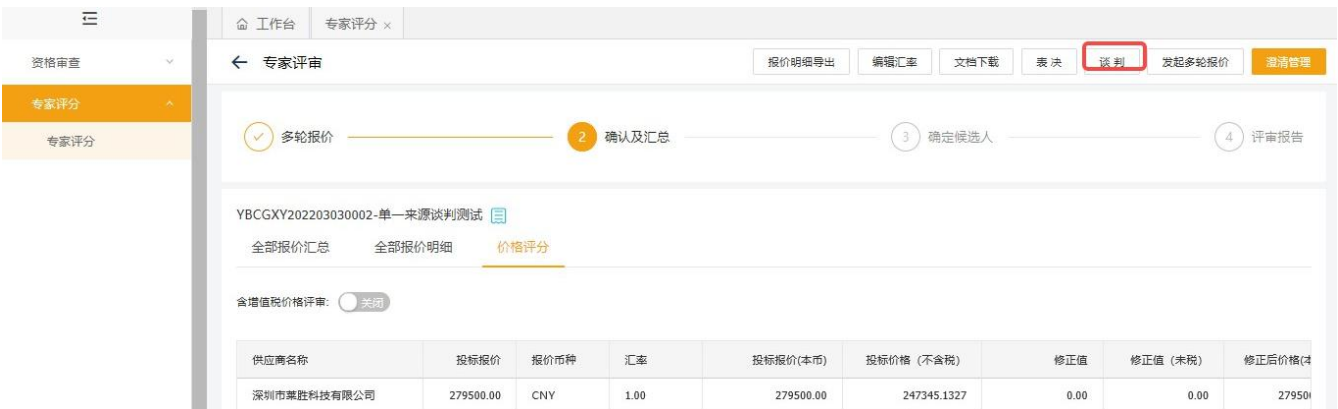 工作台 专家评分 ×
资格审查
← 专家评审 报价明细导出 编辑汇率 文档下载 表决 谈判 发起多轮报价 澄清管理
专家评分
专家评分
多轮报价 2 确认及汇总 3 确定候选人 4 评审报告
YBCGXY202203030002-单一来源谈判测试
全部报价汇总 全部报价明细 价格评分
含增值税价格评审: 关闭
供应商名称 投标报价 报价币种 汇率 投标报价(本币) 投标价格（不含税） 修正值 修正值（未税） 修正后价格(本
深圳市莱胜科技有限公司 279500.00 CNY 1.00 279500.00 247345.1327 0.00 0.00 27950